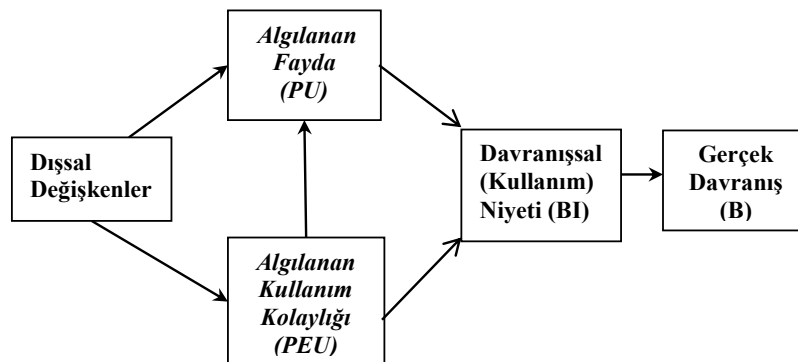 Algılanan
Fayda
(PU)
Dışsal
Değişkenler
Davranışsal
(Kullanım)
Niyeti (BI)
Gerçek
Davranış
(B)
Algılanan
Kullanım
Kolaylığı
(PEU)